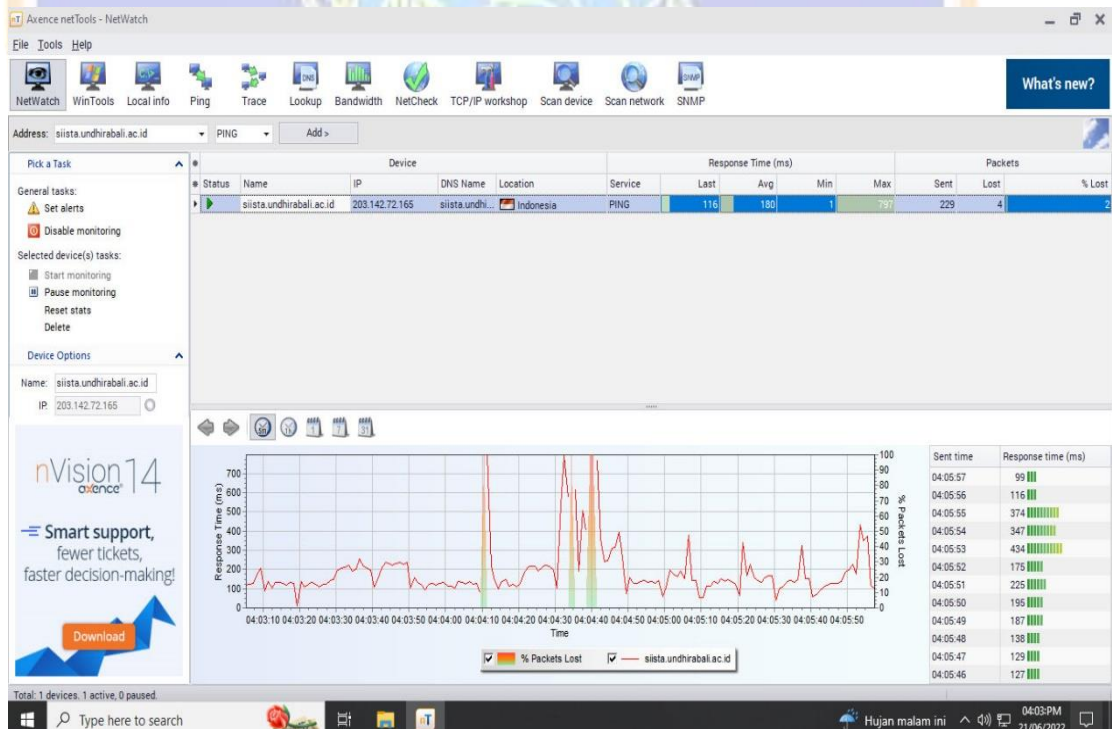 Axence netTools - NetWatch
File Tools Help
NetWatch WinTools Local info Ping Trace Lookup Bandwidth NetCheck TCP/IP workshop Scan device Scan network SNMP
DNS
SNMP
What's new?
Address: siista.undhirabali.ac.id PING Add >
Pick a Task
General tasks:
Set alerts
Disable monitoring
Selected device(s) tasks:
Start monitoring
Pause monitoring
Reset stats
Delete
Device Options
Name: siista.undhirabali.ac.id
IP: 203.142.72.165
nVision 14
axence
Smart support,
fewer tickets,
faster decision-making!
Download
Device Response Time (ms) Packets
Status Name IP DNS Name Location Service Last Avg Min Max Sent Lost % Lost
siista.undhirabali.ac.id 203.142.72.165 siista.undhi... Indonesia PING 116 180 1 797 229 4 2
1 7 31
Response Time (ms)
700
600
500
400
300
200
100
0
100
90
80
70
60
50
40
30
20
10
0
% Packets Lost
04:03:10 04:03:20 04:03:30 04:03:40 04:03:50 04:04:00 04:04:10 04:04:20 04:04:30 04:04:40 04:04:50 04:05:00 04:05:10 04:05:20 04:05:30 04:05:40 04:05:50
Time
% Packets Lost siista.undhirabali.ac.id
Sent time Response time (ms)
04:05:57 99
04:05:56 116
04:05:55 374
04:05:54 347
04:05:53 434
04:05:52 175
04:05:51 225
04:05:50 195
04:05:49 187
04:05:48 138
04:05:47 129
04:05:46 127
Total: 1 devices. 1 active, 0 paused.
Type here to search
nT
Hujan malam ini
04:03:PM
21/06/2022